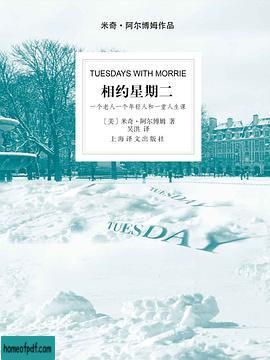 米奇·阿尔博姆作品
TUESDAYS WITH MORRIE
相约星期二
一个老人一个年轻人和一堂人生课
［美］米奇·阿尔博姆 著
吴洪 译
上海译文出版社
TUESDAY
TUESDAY
homeofpdf.com